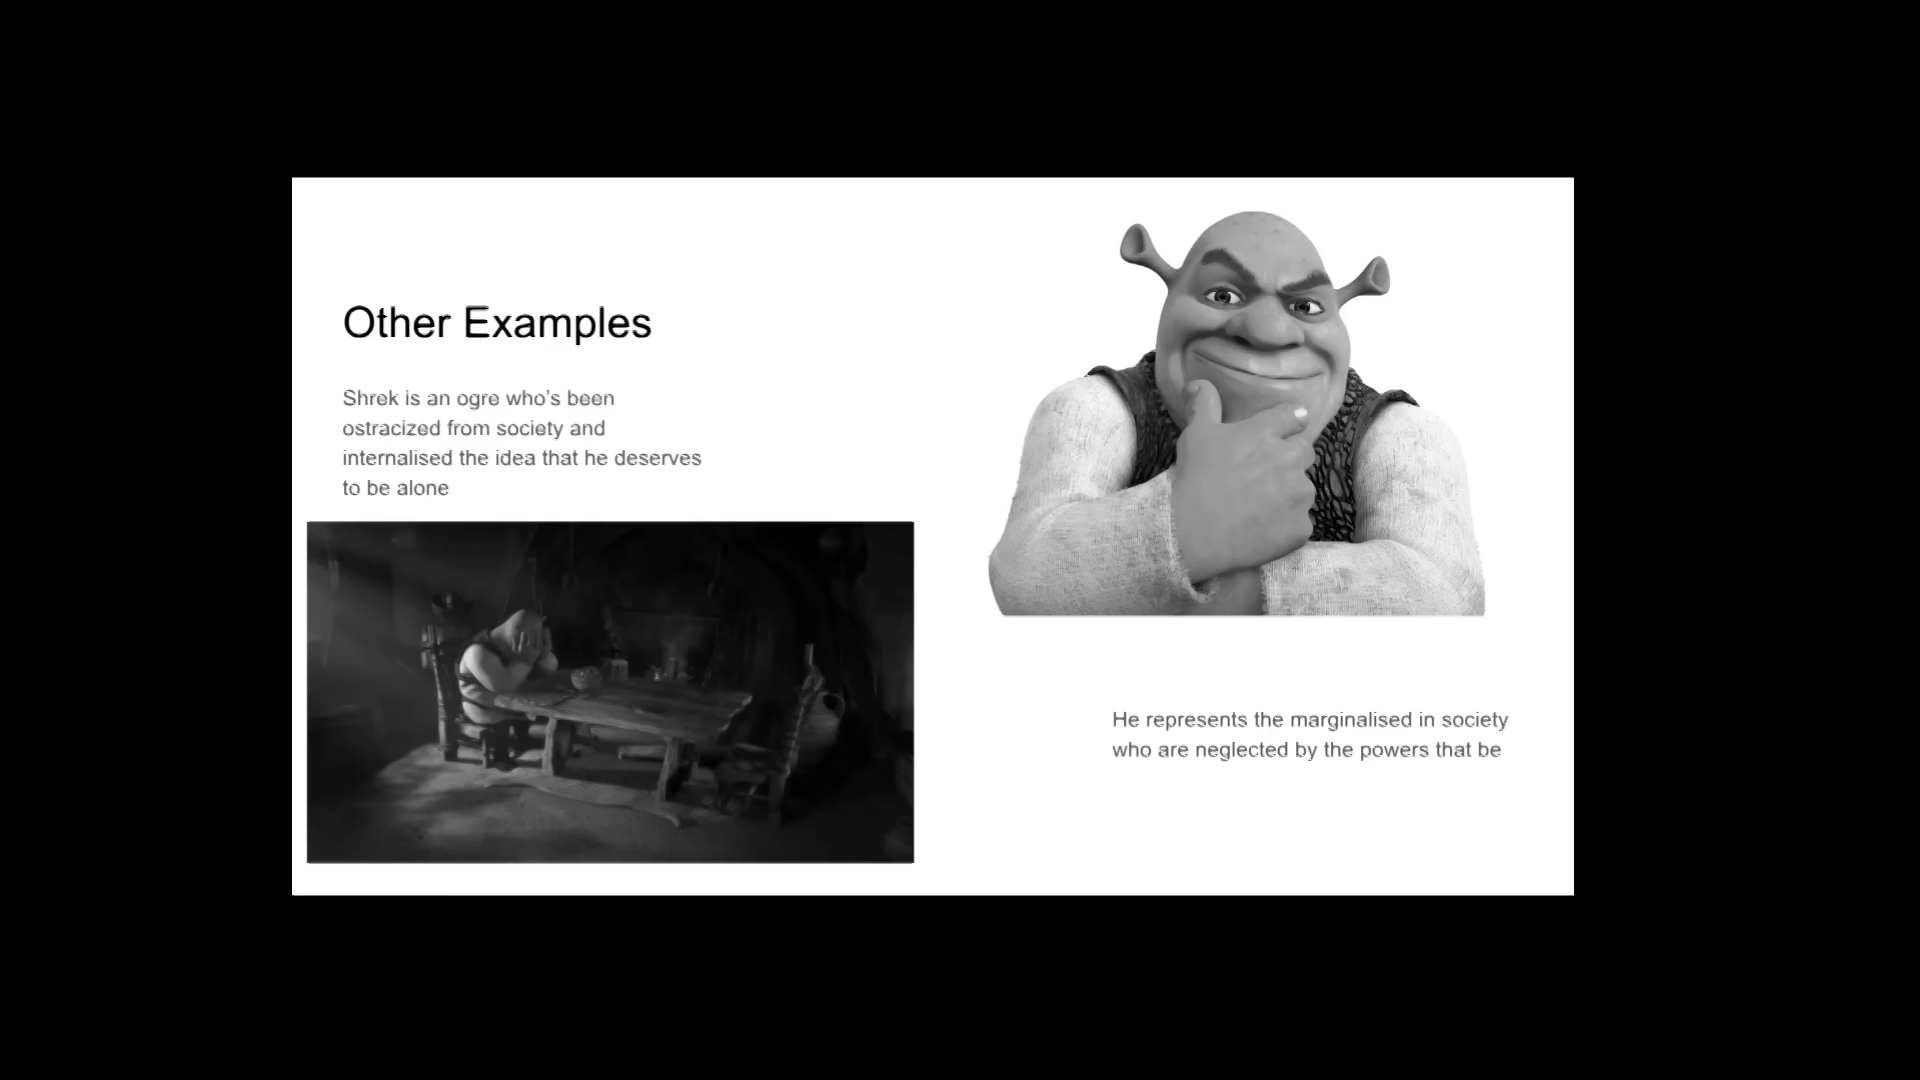 Other Examples
Shrek is an ogre who's been
ostracized from society and
internalised the idea that he deserves
to be alone
He represents the marginalised in society
who are neglected by the powers that be